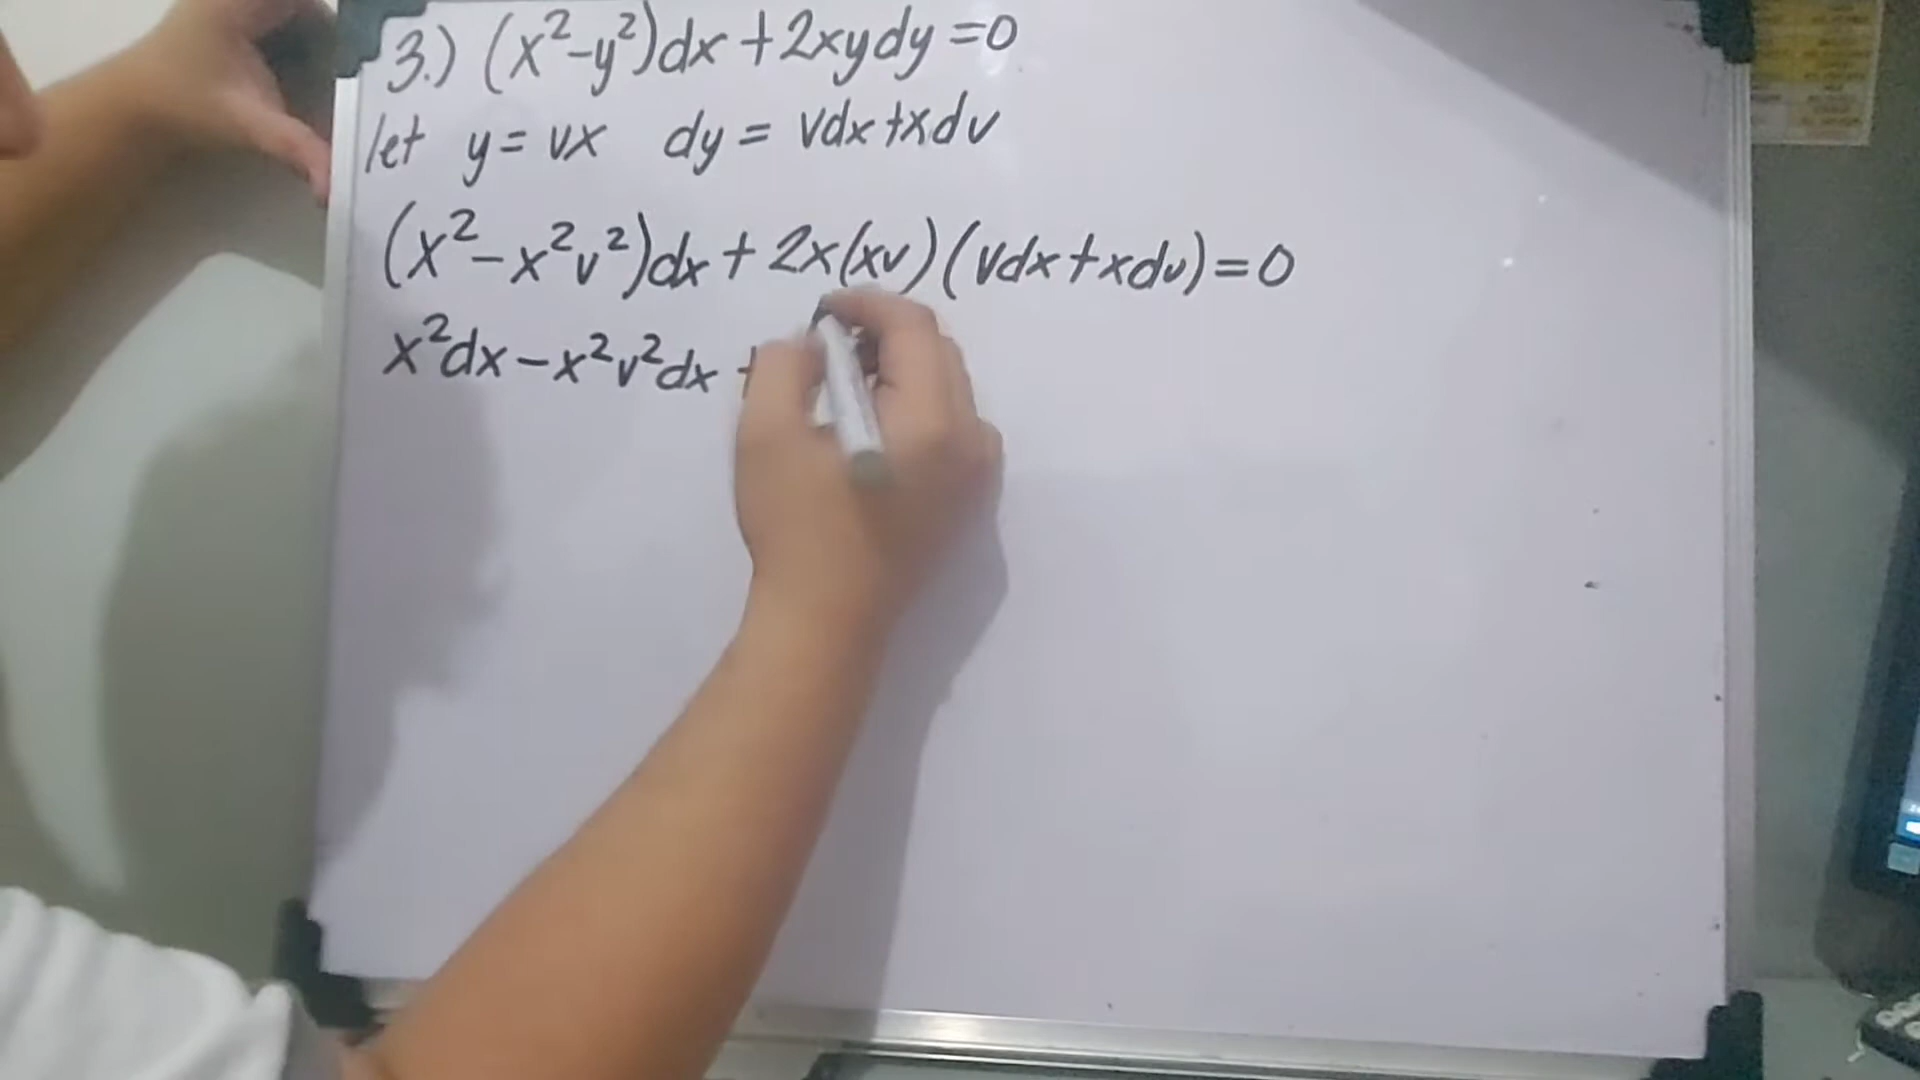 3.) (x²-y²)dx+2xydy=0
let y=vx dy= vdx+xdv
(x²-x²v²)dx+2x(xv)(vdx+xdv)=0
x²dx-x²v²dx +